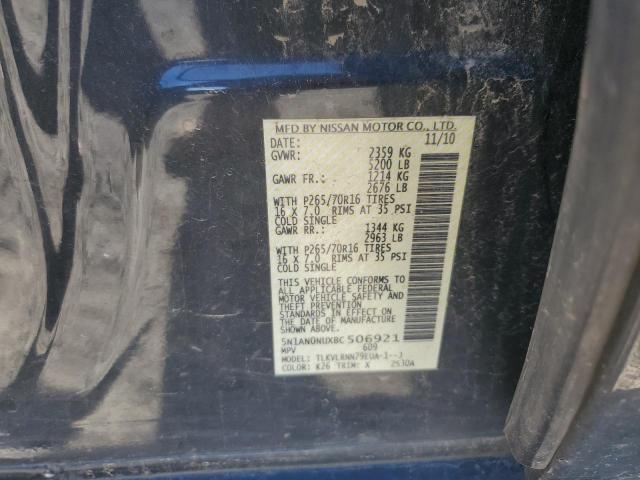 MFD BY NISSAN MOTOR CO., LTD.
DATE: 11/10
GVWR: 2359 KG
5200 LB
GAWR FR.: 1214 KG
2676 LB
WITH P265/70R16 TIRES
16 X 7.0 RIMS AT 35 PSI
COLD SINGLE
GAWR RR.: 1344 KG
2963 LB
WITH P265/70R16 TIRES
16 X 7.0 RIMS AT 35 PSI
COLD SINGLE
THIS VEHICLE CONFORMS TO
ALL APPLICABLE FEDERAL
MOTOR VEHICLE SAFETY AND
THEFT PREVENTION
STANDARDS IN EFFECT ON
THE DATE OF MANUFACTURE
SHOWN ABOVE.
5N1AN0NUXBC506921
MPV 609
MODEL: TLKVLRNN79EUA-1--J
COLOR: K26 TRIM: X 2530A